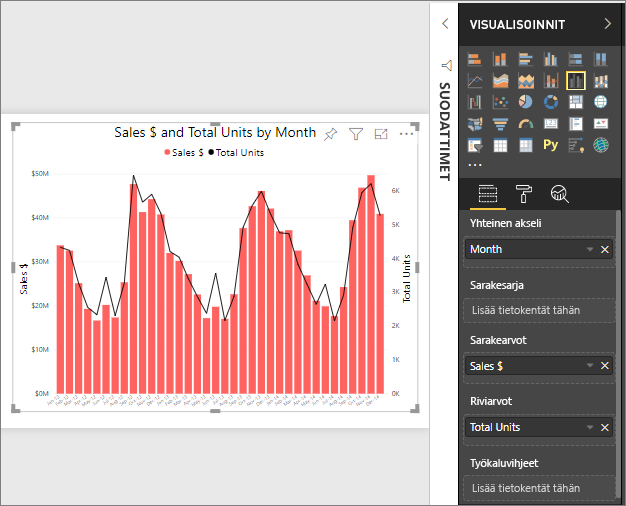 VISUALISOINNIT
SUODATTIMET
Sales $ and Total Units by Month
Sales $
Total Units
$50M
$40M
$30M
$20M
$10M
$0M
Sales $
6K
5K
4K
3K
2K
1K
0K
Total Units
Py
Yhteinen akseli
Month
Sarakesarja
Lisää tietokentät tähän
Sarakearvot
Sales $
Riviarvot
Total Units
Työkaluvihjeet
Lisää tietokentät tähän